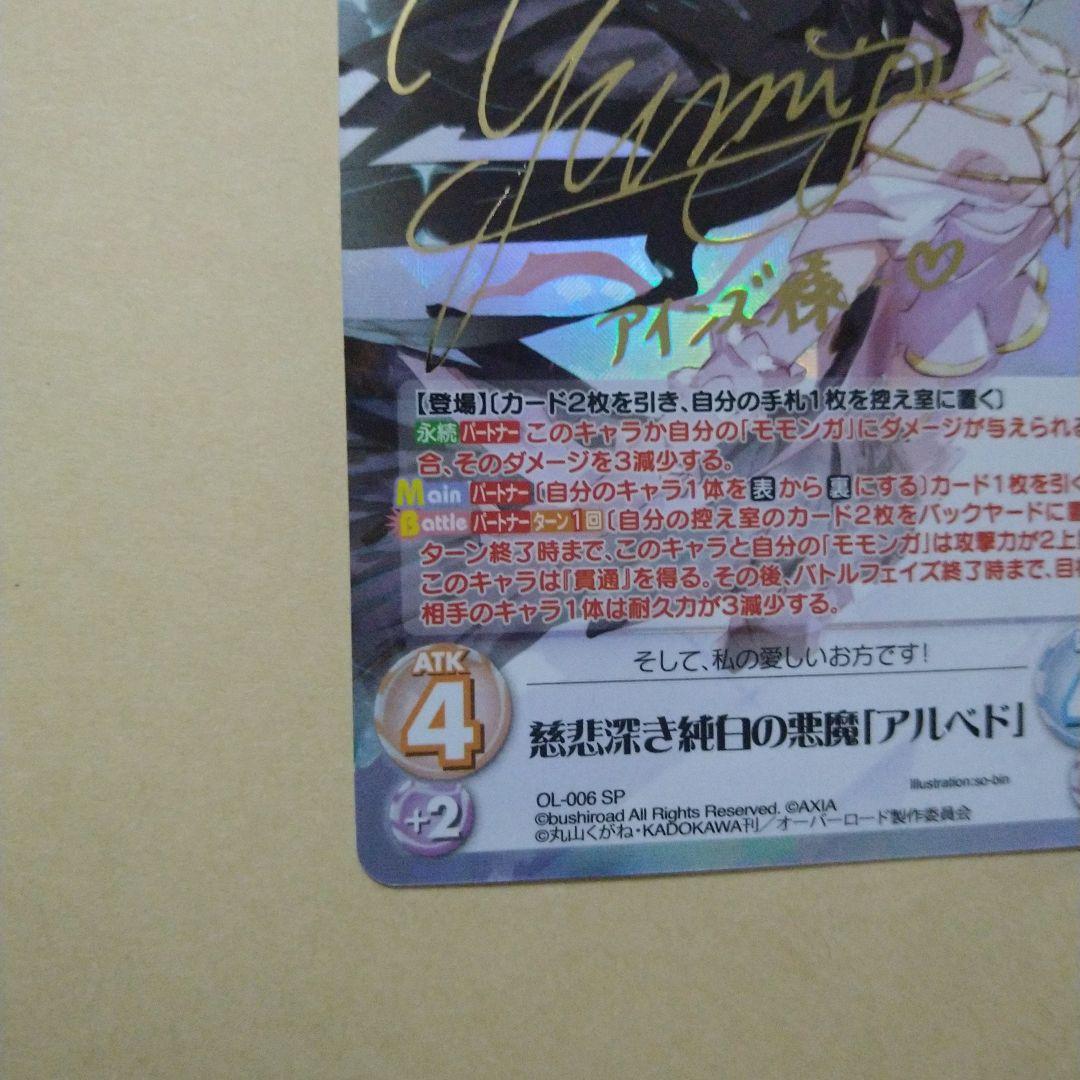 yumi
アインズ様♡
【登場】〔カード2枚を引き、自分の手札1枚を控え室に置く〕
永続 パートナー このキャラか自分の「モモンガ」にダメージが与えられる
合、そのダメージを3減少する。
Main パートナー〔自分のキャラ1体を表から裏にする〕カード1枚を引く
Battle パートナー ターン1回〔自分の控え室のカード2枚をバックヤードに置
ターン終了時まで、このキャラと自分の「モモンガ」は攻撃力が2上
このキャラは『貫通』を得る。その後、バトルフェイズ終了時まで、目
相手のキャラ1体は耐久力が3減少する。
そして、私の愛しいお方です!
ATK
4
慈悲深き純白の悪魔「アルベド」
Illustration:so-bin
+2
OL-006 SP
©bushiroad All Rights Reserved. ©AXIA
©丸山くがね・KADOKAWA刊/オーバーロード製作委員会